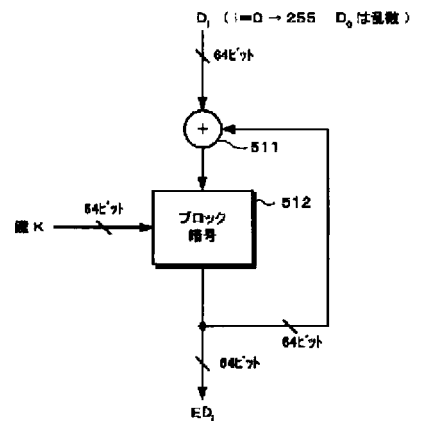 Di ( i=0 → 255 D0は乱数 )
64ビット
+
511
64ビット
鍵 K
ブロック
暗号
512
64ビット
64ビット
EDi